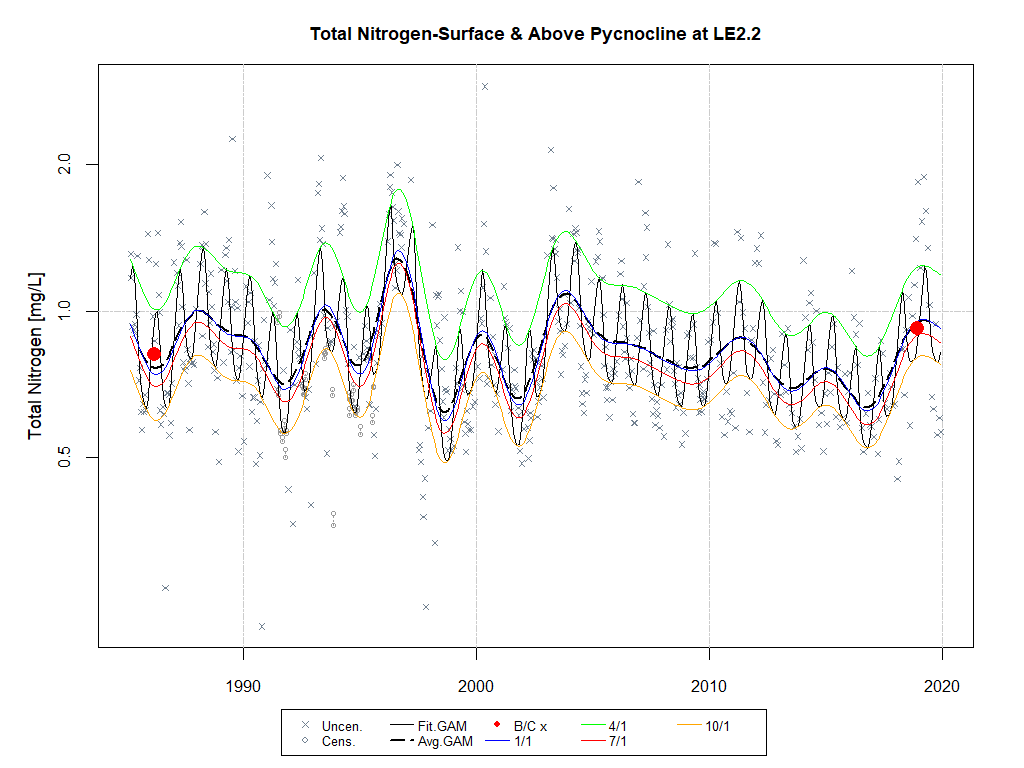 Total Nitrogen-Surface & Above Pycnocline at LE2.2
Total Nitrogen [mg/L]
2.0
1.0
0.5
1990 2000 2010 2020
Uncen. Fit.GAM B/C x 4/1 10/1
Cens. Avg.GAM 1/1 7/1